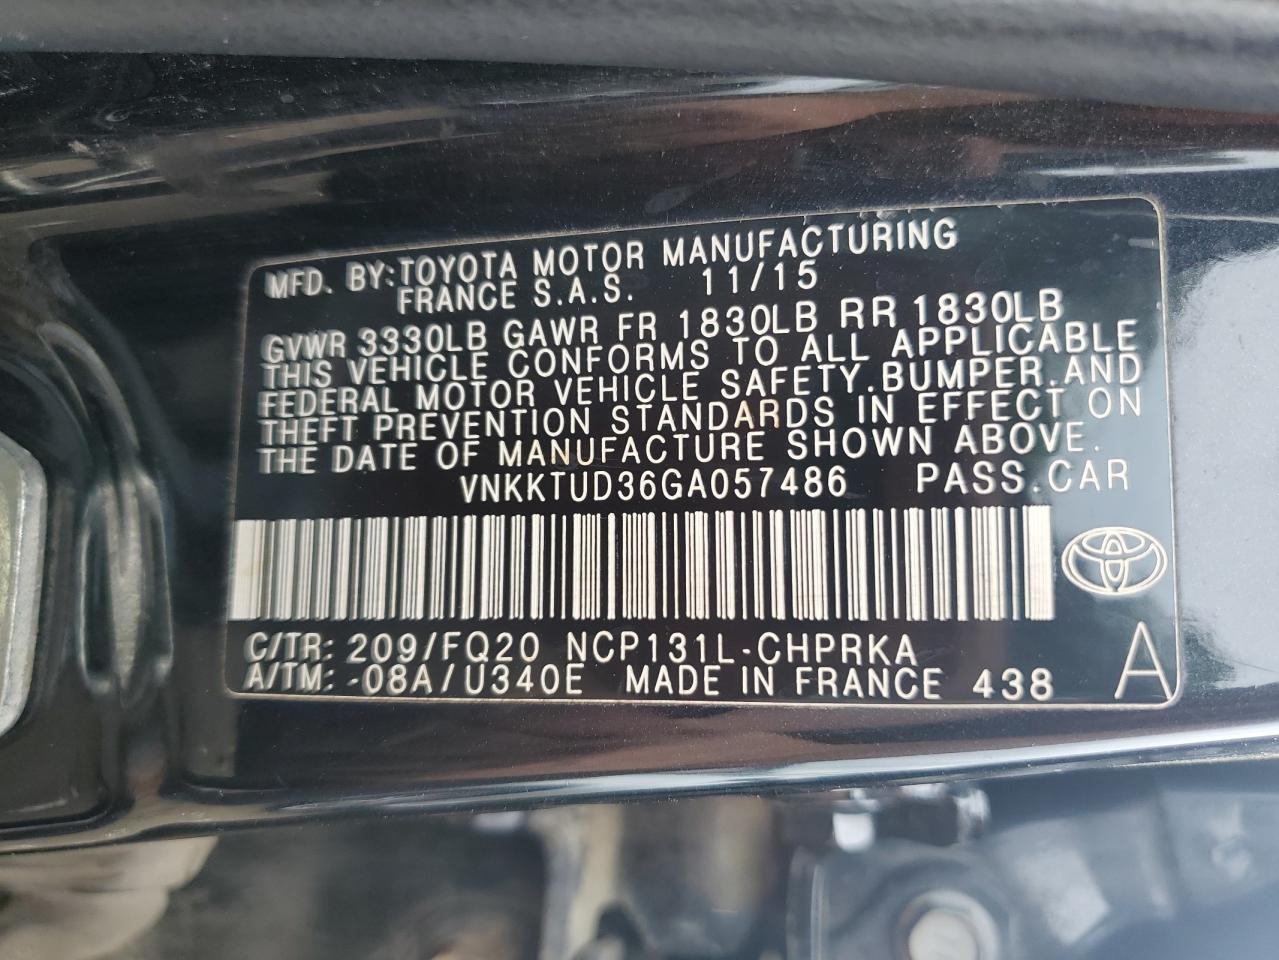 MFD. BY:TOYOTA MOTOR MANUFACTURING
FRANCE S.A.S. 11/15
GVWR 3330LB GAWR FR 1830LB RR 1830LB
THIS VEHICLE CONFORMS TO ALL APPLICABLE
FEDERAL MOTOR VEHICLE SAFETY.BUMPER.AND
THEFT PREVENTION STANDARDS IN EFFECT ON
THE DATE OF MANUFACTURE SHOWN ABOVE.
VNKKTUD36GA057486 PASS.CAR
C/TR: 209/FQ20 NCP131L-CHPRKA
A/TM: -08A/U340E MADE IN FRANCE 438
A